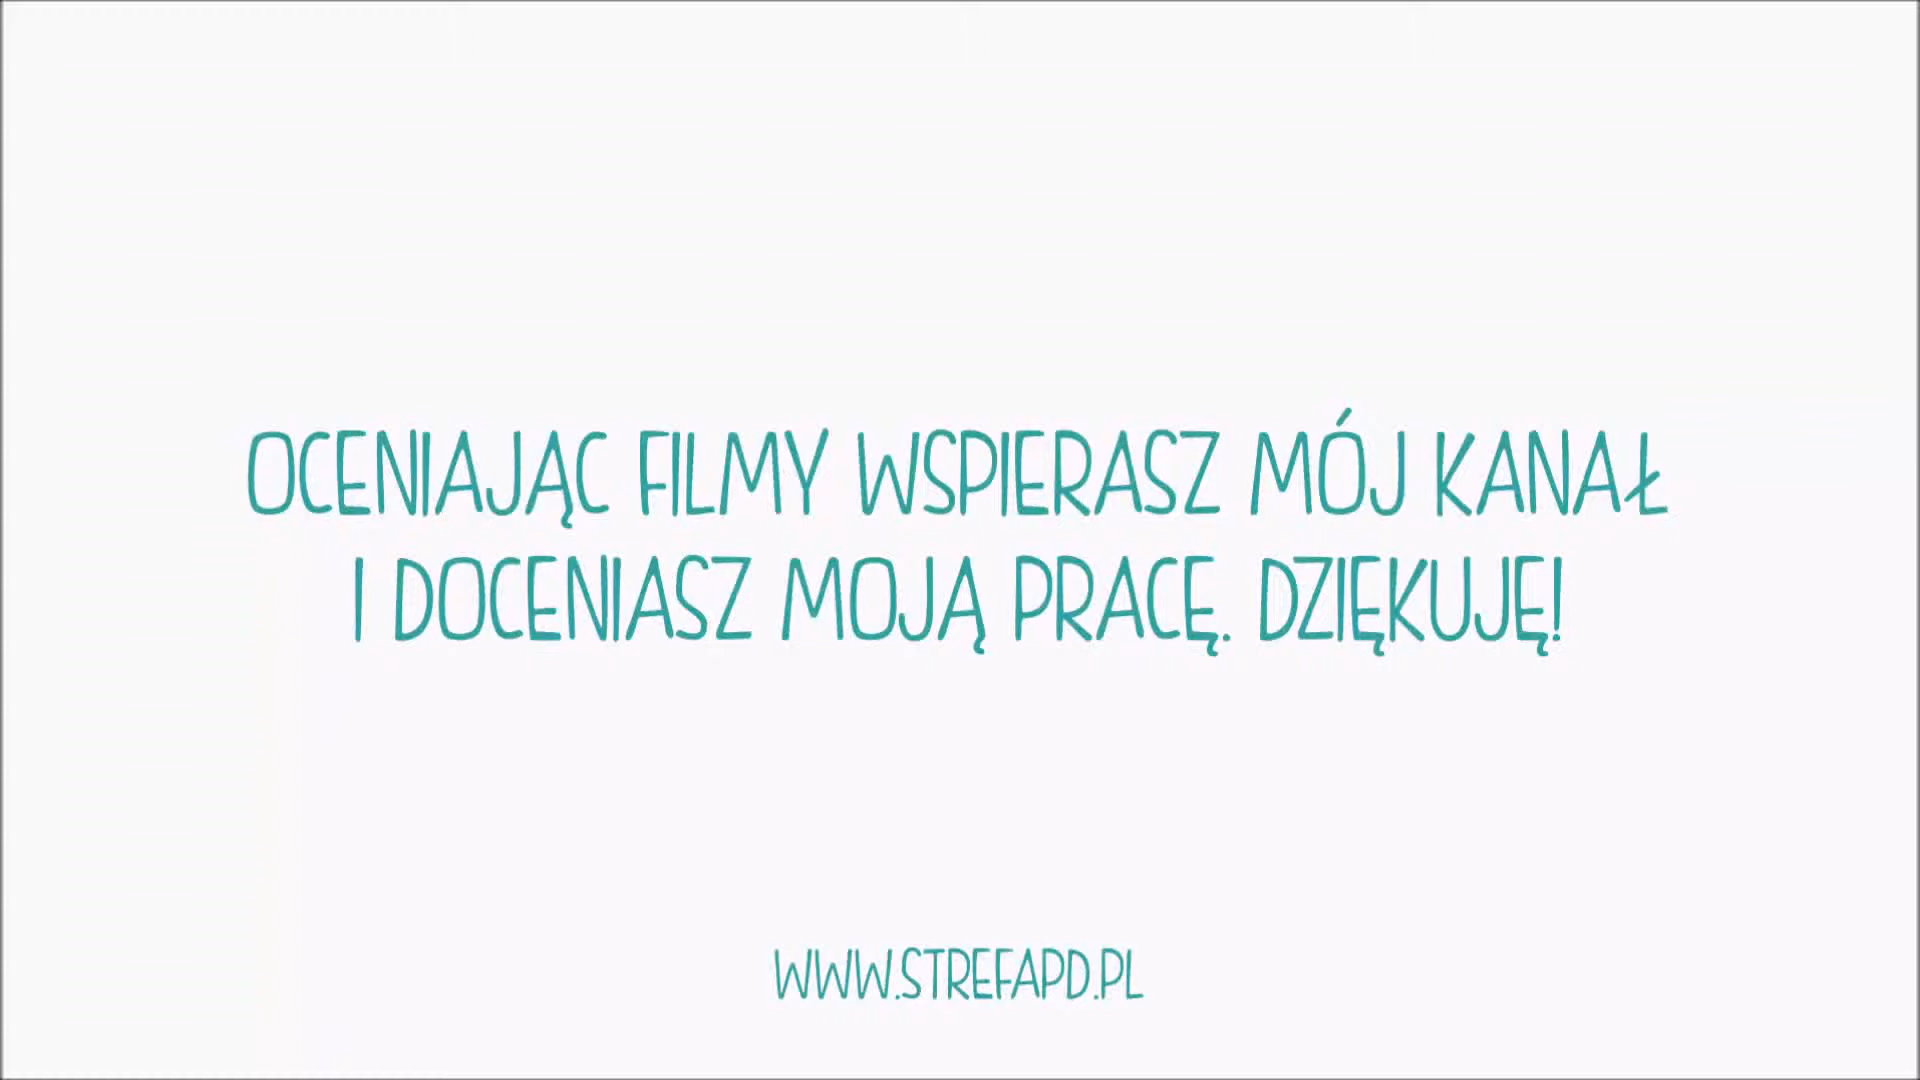 OCENIAJĄC FILMY WSPIERASZ MÓJ KANAŁ
I DOCENIASZ MOJĄ PRACĘ. DZIĘKUJĘ!
WWW.STREFAPD.PL